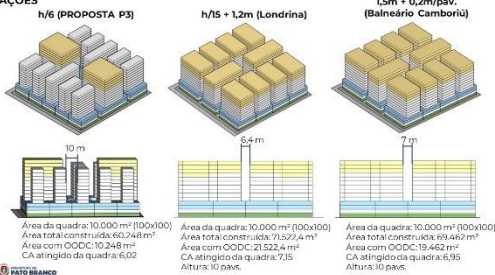 AÇÕES
h/6 (PROPOSTA P3)
h/15 + 1,2m (Londrina)
1,5m + 0,2m/pav.
(Balneário Camboriú)
10 m
6,4 m
7 m
Área da quadra: 10.000 m² (100x100)
Área total construída: 60.248 m²
Área com OODC: 10.248 m²
CA atingido da quadra: 6,02
Área da quadra: 10.000 m² (100x100)
Área total construída: 71.522,4 m²
Área com OODC: 21.522,4 m²
CA atingido da quadra: 7,15
Altura: 10 pavs.
Área da quadra: 10.000 m² (100x100)
Área total construída: 69.462 m²
Área com OODC: 19.462 m²
CA atingido da quadra: 6,95
Altura: 10 pavs.
PATO BRANCO